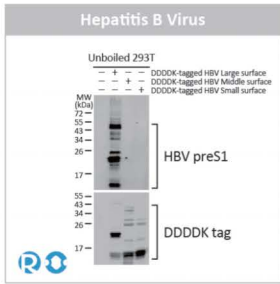 Hepatitis B Virus
Unboiled 293T
– + – – DDDDK-tagged HBV Large surface
– – + – DDDDK-tagged HBV Middle surface
– – – + DDDDK-tagged HBV Small surface
MW
(kDa)
72
55
43
34
26
17
HBV preS1
55
43
34
26
17
DDDDK tag
R